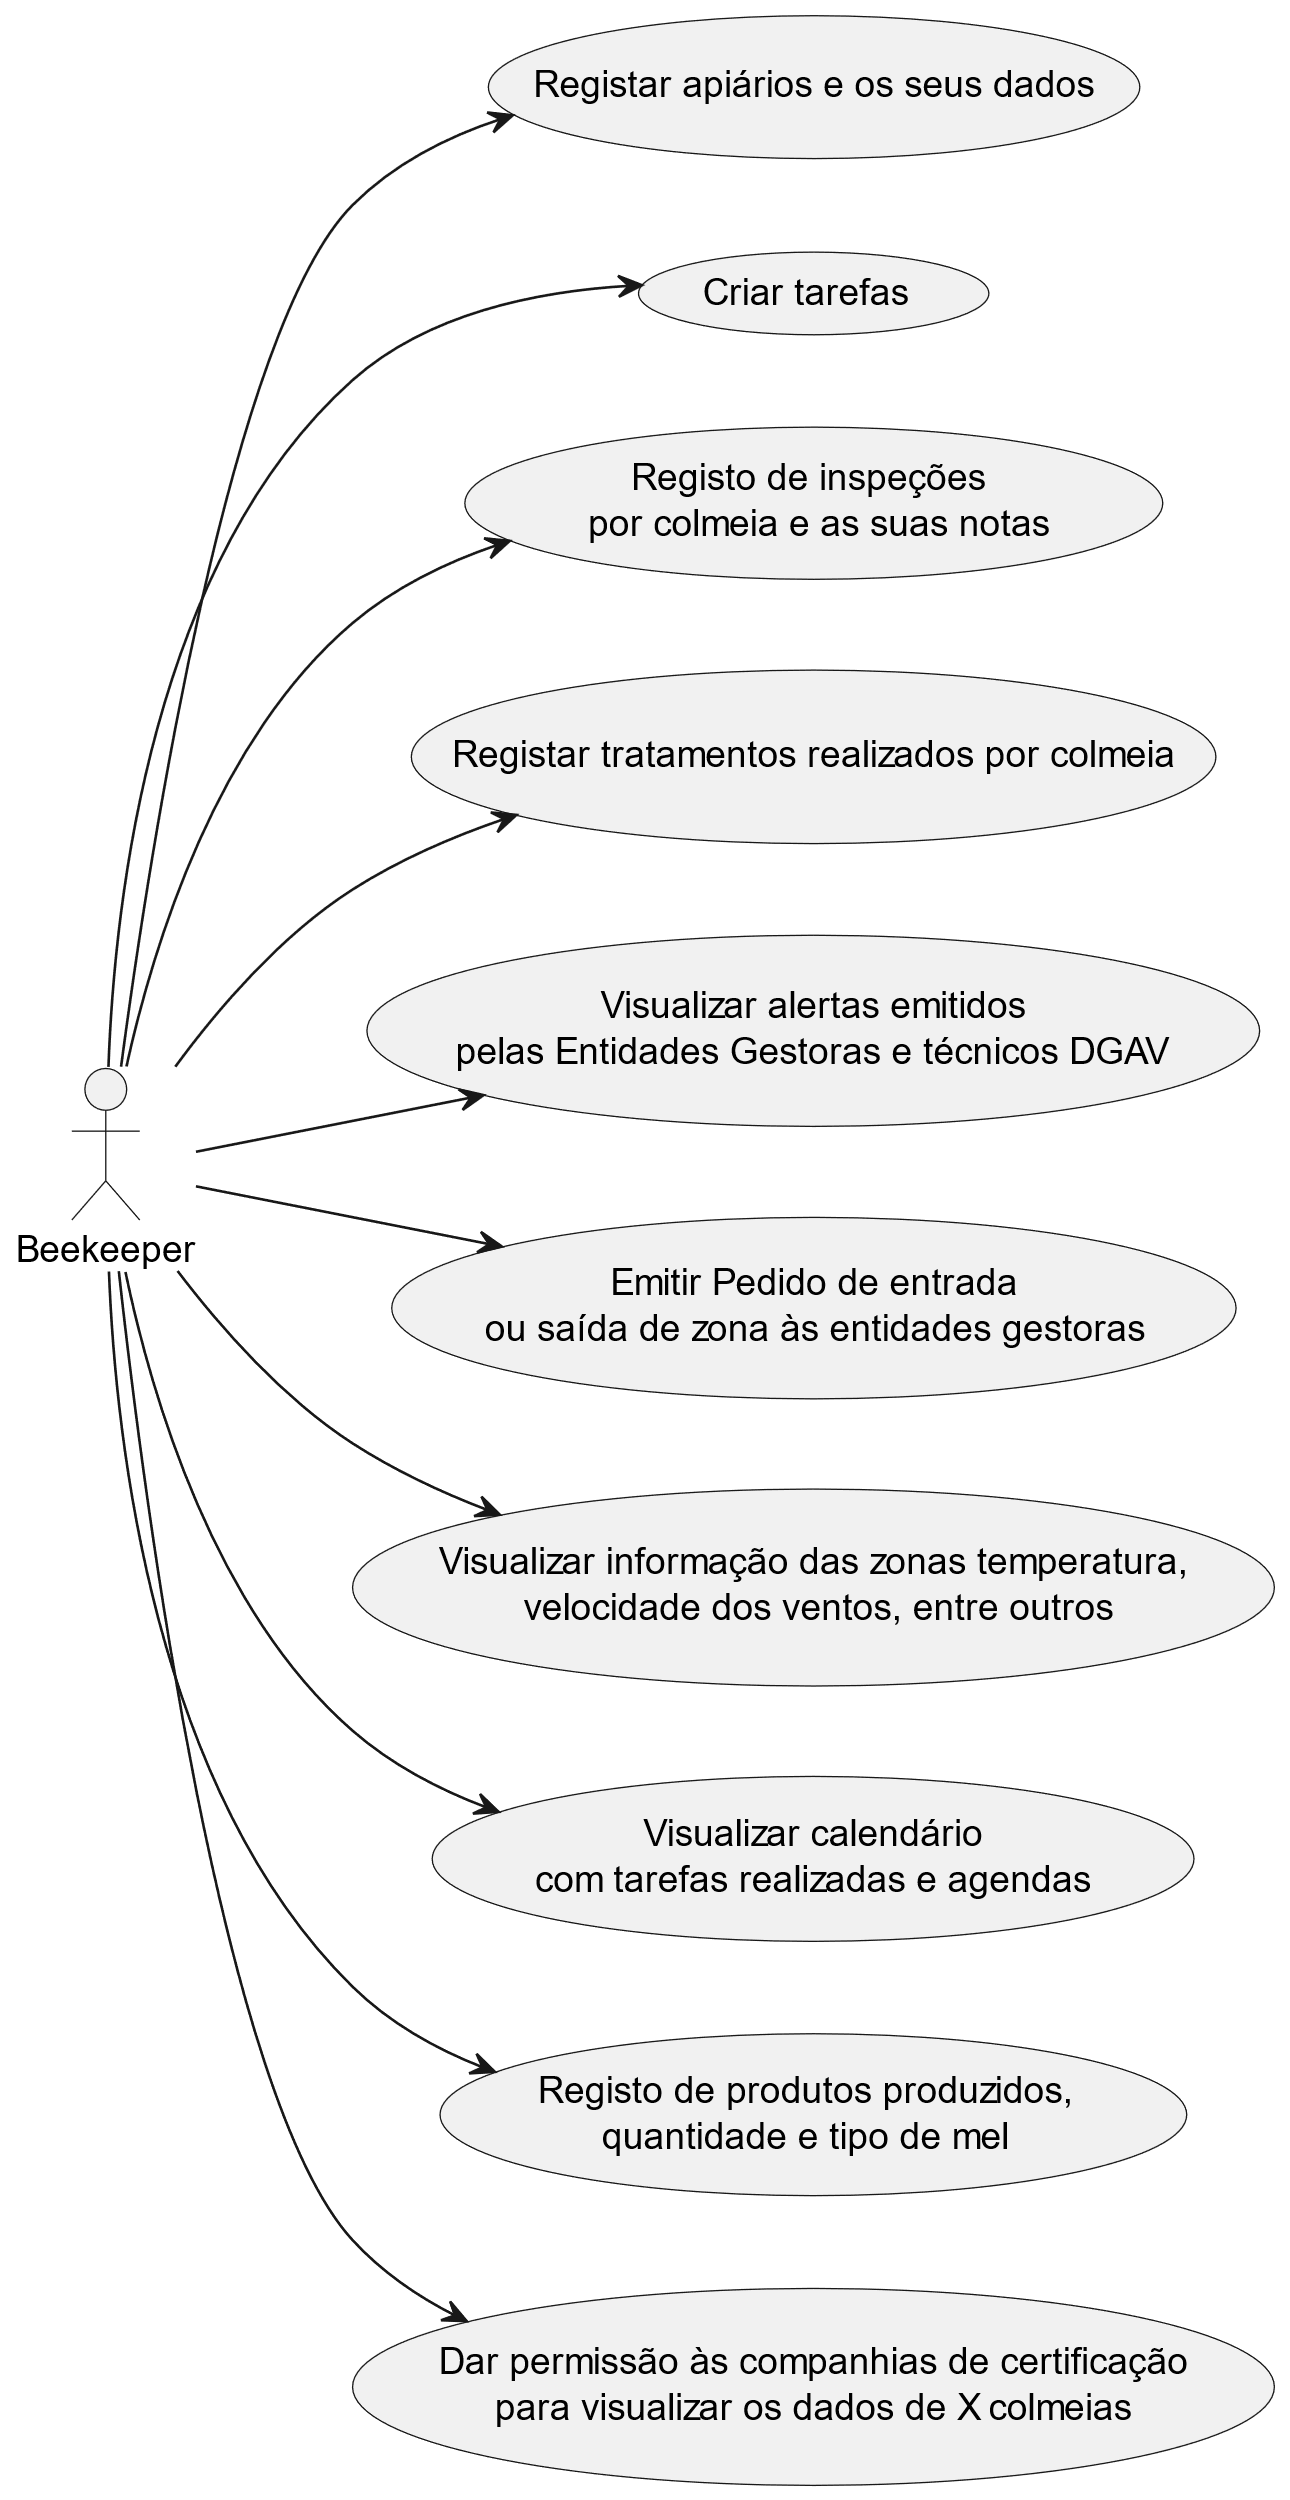 Registar apiários e os seus dados
Criar tarefas
Registo de inspeções
por colmeia e as suas notas
Registar tratamentos realizados por colmeia
Visualizar alertas emitidos
pelas Entidades Gestoras e técnicos DGAV
Beekeeper
Emitir Pedido de entrada
ou saída de zona às entidades gestoras
Visualizar informação das zonas temperatura,
velocidade dos ventos, entre outros
Visualizar calendário
com tarefas realizadas e agendas
Registo de produtos produzidos,
quantidade e tipo de mel
Dar permissão às companhias de certificação
para visualizar os dados de X colmeias